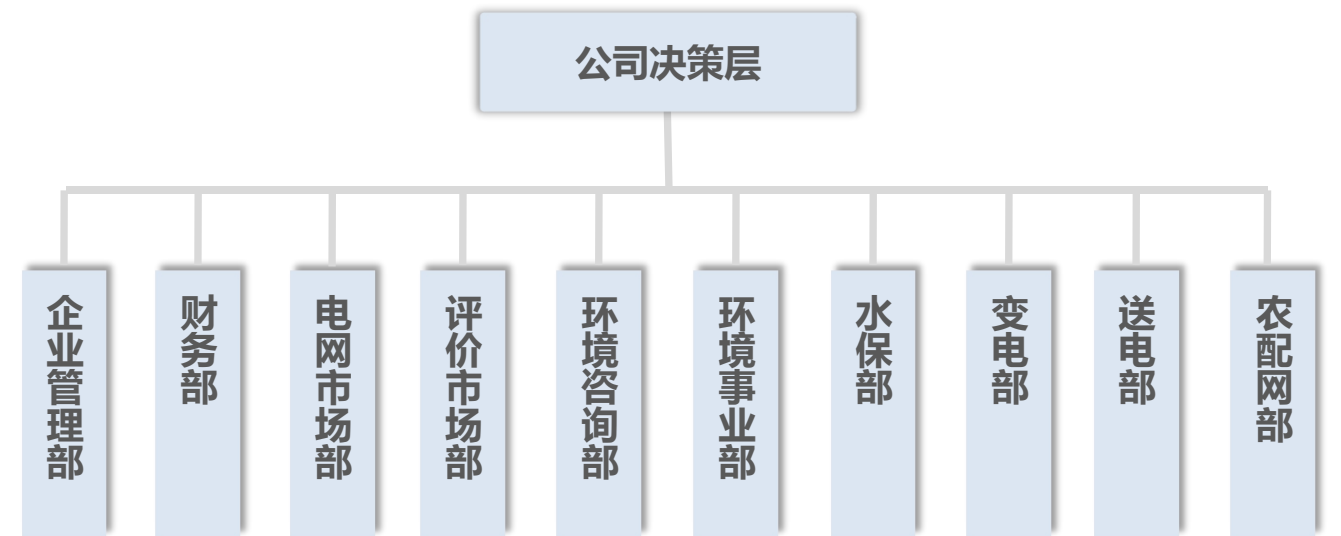 公司决策层
企业管理部
财务部
电网市场部
评价市场部
环境咨询部
环境事业部
水保部
变电部
送电部
农配网部